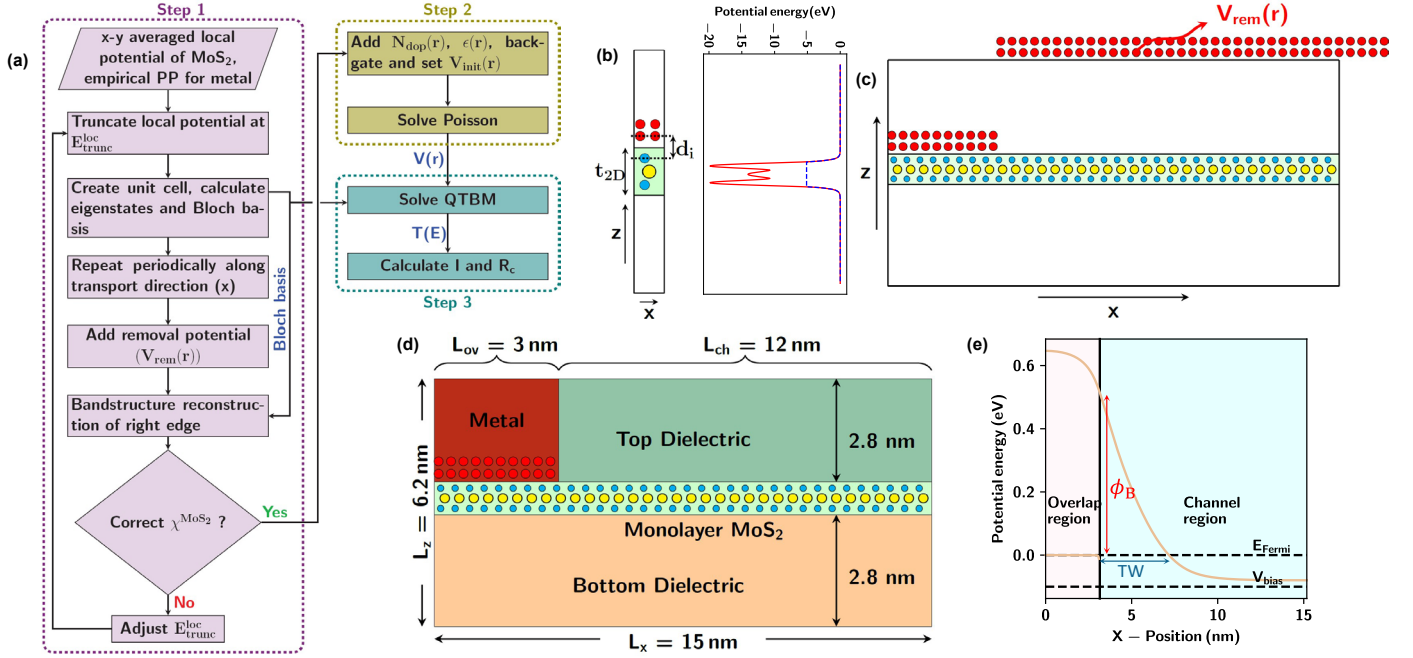 (a)
Step 1
x-y averaged local
potential of MoS₂,
empirical PP for metal
Truncate local potential at
E_trunc^loc
Create unit cell, calculate
eigenstates and Bloch ba-
sis
Repeat periodically along
transport direction (x)
Add removal potential
(V_rem(r))
Bandstructure reconstruc-
tion of right edge
Correct χ^MoS₂ ?
Yes
No
Adjust E_trunc^loc
Bloch basis
Step 2
Add N_dop(r), ϵ(r), back-
gate and set V_init(r)
Solve Poisson
V(r)
Solve QTBM
T(E)
Calculate I and R_c
Step 3
(b)
Potential energy(eV)
−20
−15
−10
−5
0
d_i
t_2D
z
x
(c)
V_rem(r)
z
x
(d)
L_ov = 3 nm
L_ch = 12 nm
Metal
Top Dielectric
2.8 nm
L_z = 6.2 nm
Monolayer MoS₂
Bottom Dielectric
2.8 nm
L_x = 15 nm
(e)
Potential energy (eV)
0.6
0.4
0.2
0.0
ϕ_B
Overlap
region
Channel
region
E_Fermi
TW
V_bias
0
5
10
15
X − Position (nm)